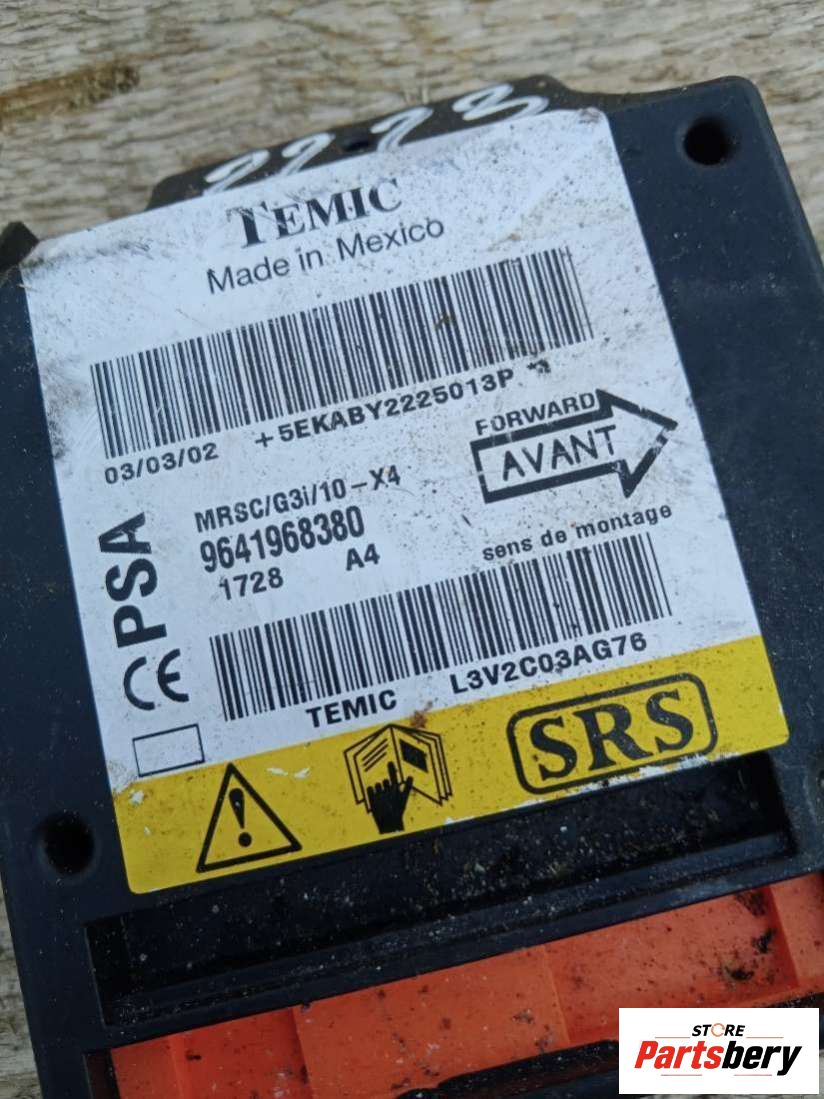 2223
TEMIC
Made in Mexico
03/03/02 +5EKABY2225013P
FORWARD
AVANT
MRSC/G3i/10-X4
9641968380
1728 A4
sens de montage
PSA
CE
TEMIC L3V2C03AG76
SRS
STORE
Partsbery